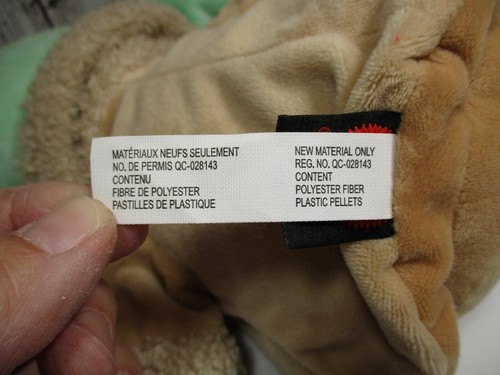 MATÉRIAUX NEUFS SEULEMENT
NO. DE PERMIS QC-028143
CONTENU
FIBRE DE POLYESTER
PASTILLES DE PLASTIQUE
NEW MATERIAL ONLY
REG. NO. QC-028143
CONTENT
POLYESTER FIBER
PLASTIC PELLETS